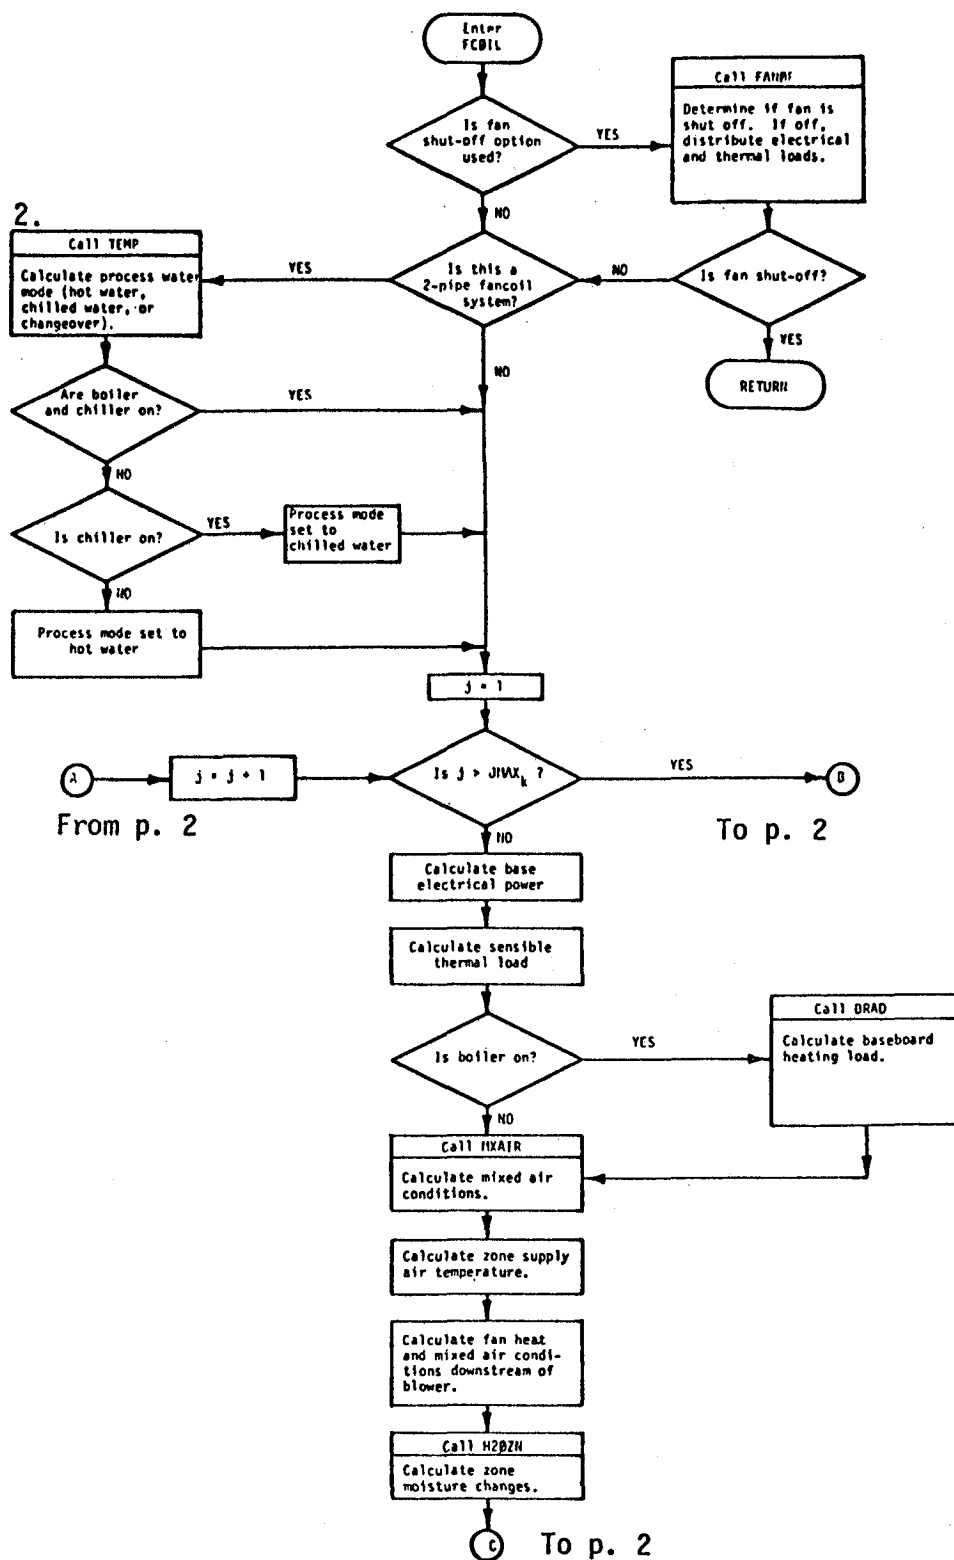 Enter
FCØIL
Is fan
shut-off option
used?
YES
Call FANØF
Determine if fan is
shut off. If off,
distribute electrical
and thermal loads.
NO
2.
Call TEMP
Calculate process water
mode (hot water,
chilled water, or
changeover).
YES
Is this a
2-pipe fancoil
system?
NO
Is fan shut-off?
YES
RETURN
NO
Are boiler
and chiller on?
YES
NO
Is chiller on?
YES
Process mode
set to
chilled water
NO
Process mode set to
hot water
j = 1
A
j = j + 1
Is j > JMAXk ?
YES
B
From p. 2
To p. 2
NO
Calculate base
electrical power
Calculate sensible
thermal load
Is boiler on?
YES
Call BRAD
Calculate baseboard
heating load.
NO
Call MXAIR
Calculate mixed air
conditions.
Calculate zone supply
air temperature.
Calculate fan heat
and mixed air condi-
tions downstream of
blower.
Call H2ØZN
Calculate zone
moisture changes.
C
To p. 2